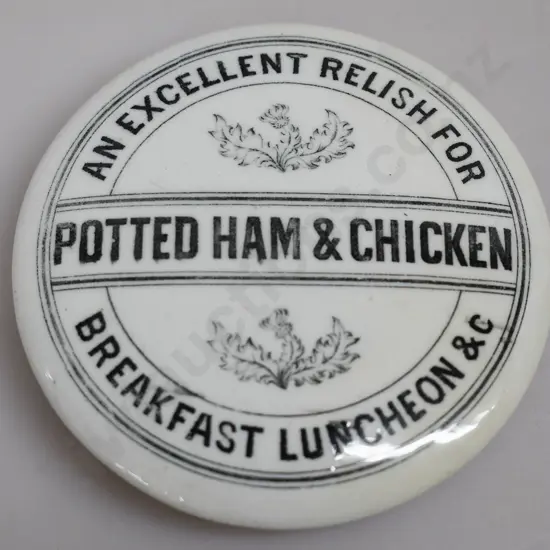 AN EXCELLENT RELISH FOR
POTTED HAM & CHICKEN
BREAKFAST LUNCHEON &C